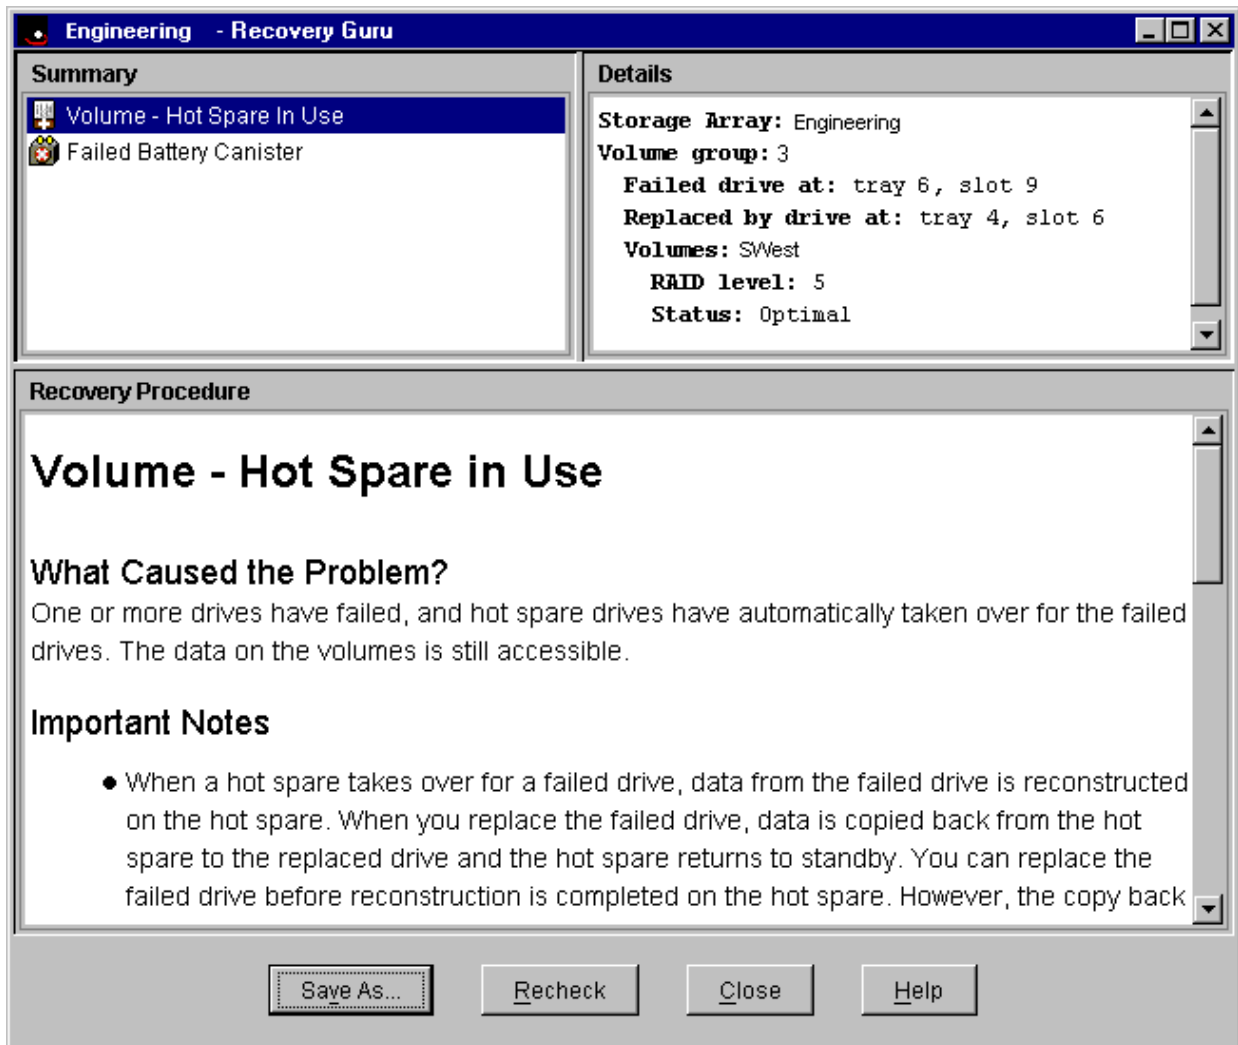 Engineering - Recovery Guru
Summary
Volume - Hot Spare In Use
Failed Battery Canister
Details
Storage Array: Engineering
Volume group: 3
Failed drive at: tray 6, slot 9
Replaced by drive at: tray 4, slot 6
Volumes: SWest
RAID level: 5
Status: Optimal
Recovery Procedure
Volume - Hot Spare in Use
What Caused the Problem?
One or more drives have failed, and hot spare drives have automatically taken over for the failed
drives. The data on the volumes is still accessible.
Important Notes
● When a hot spare takes over for a failed drive, data from the failed drive is reconstructed
on the hot spare. When you replace the failed drive, data is copied back from the hot
spare to the replaced drive and the hot spare returns to standby. You can replace the
failed drive before reconstruction is completed on the hot spare. However, the copy back
Save As... Recheck Close Help